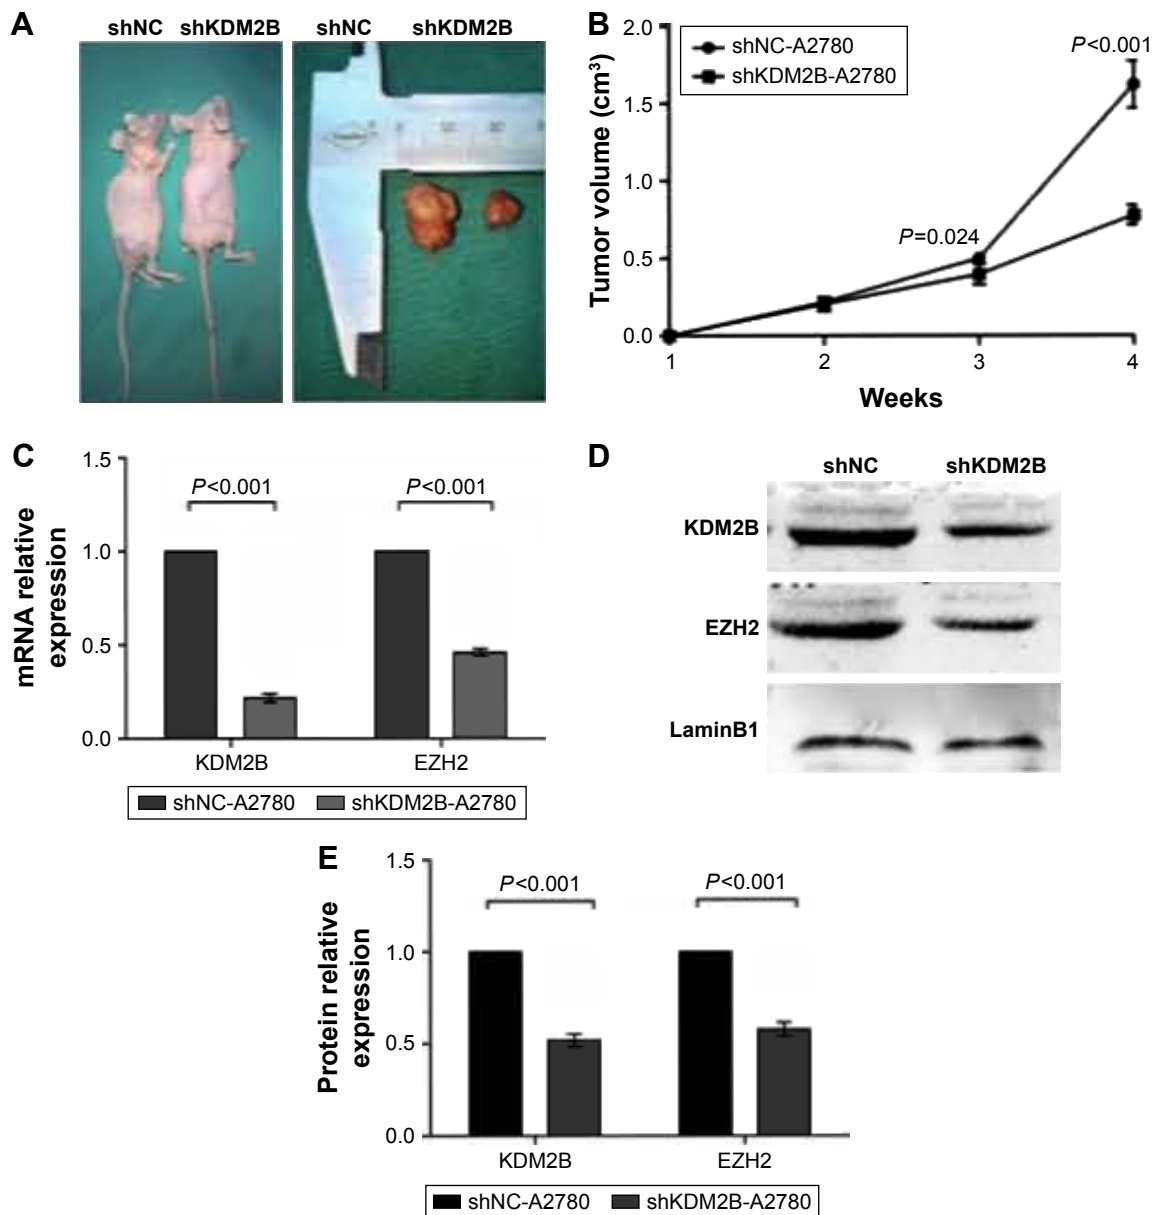 A
shNC shKDM2B
shNC shKDM2B
B
Tumor volume (cm³)
2.0
1.5
1.0
0.5
0.0
shNC-A2780
shKDM2B-A2780
P=0.024
P<0.001
1 2 3 4
Weeks
C
mRNA relative
expression
1.5
1.0
0.5
0.0
P<0.001
P<0.001
KDM2B EZH2
shNC-A2780 shKDM2B-A2780
D
shNC shKDM2B
KDM2B
EZH2
LaminB1
E
Protein relative
expression
1.5
1.0
0.5
0.0
P<0.001
P<0.001
KDM2B EZH2
shNC-A2780 shKDM2B-A2780